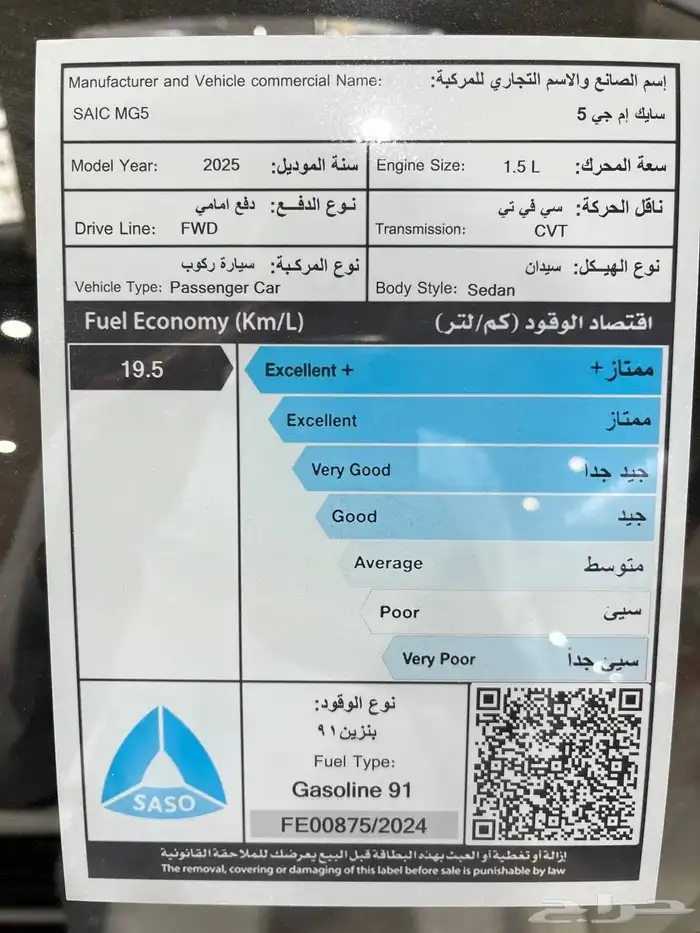 Manufacturer and Vehicle commercial Name: إسم الصانع والاسم التجاري للمركبة:
SAIC MG5 سايك إم جي 5
Model Year: 2025 سنة الموديل:
Engine Size: 1.5 L سعة المحرك:
نوع الدفع: دفع امامي
Drive Line: FWD
ناقل الحركة: سي في تي
Transmission: CVT
نوع المركبة: سيارة ركوب
Vehicle Type: Passenger Car
نوع الهيكل: سيدان
Body Style: Sedan
Fuel Economy (Km/L) اقتصاد الوقود (كم/لتر)
19.5
Excellent + ممتاز +
Excellent ممتاز
Very Good جيد جداً
Good جيد
Average متوسط
Poor سيئ
Very Poor سيئ جداً
SASO
نوع الوقود:
بنزين ٩١
Fuel Type:
Gasoline 91
FE00875/2024
إزالة أو تغطية أو العبث بهذه البطاقة قبل البيع يعرضك للملاحقة القانونية
The removal, covering or damaging of this label before sale is punishable by law
حراج